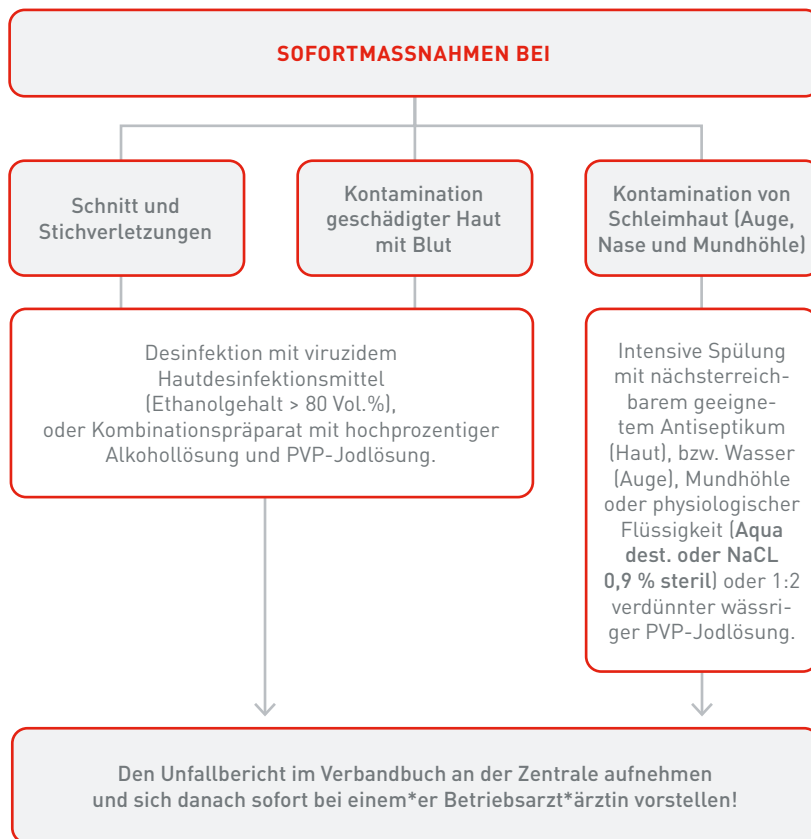 SOFORTMASSNAHMEN BEI
Schnitt und
Stichverletzungen
Kontamination
geschädigter Haut
mit Blut
Kontamination von
Schleimhaut (Auge,
Nase und Mundhöhle)
Desinfektion mit viruzidem
Hautdesinfektionsmittel
(Ethanolgehalt > 80 Vol.%),
oder Kombinationspräparat mit hochprozentiger
Alkohollösung und PVP-Jodlösung.
Intensive Spülung
mit nächsterreich-
barem geeigne-
tem Antiseptikum
(Haut), bzw. Wasser
(Auge), Mundhöhle
oder physiologischer
Flüssigkeit (Aqua
dest. oder NaCL
0,9 % steril) oder 1:2
verdünnter wässri-
ger PVP-Jodlösung.
Den Unfallbericht im Verbandbuch an der Zentrale aufnehmen
und sich danach sofort bei einem*er Betriebsarzt*ärztin vorstellen!